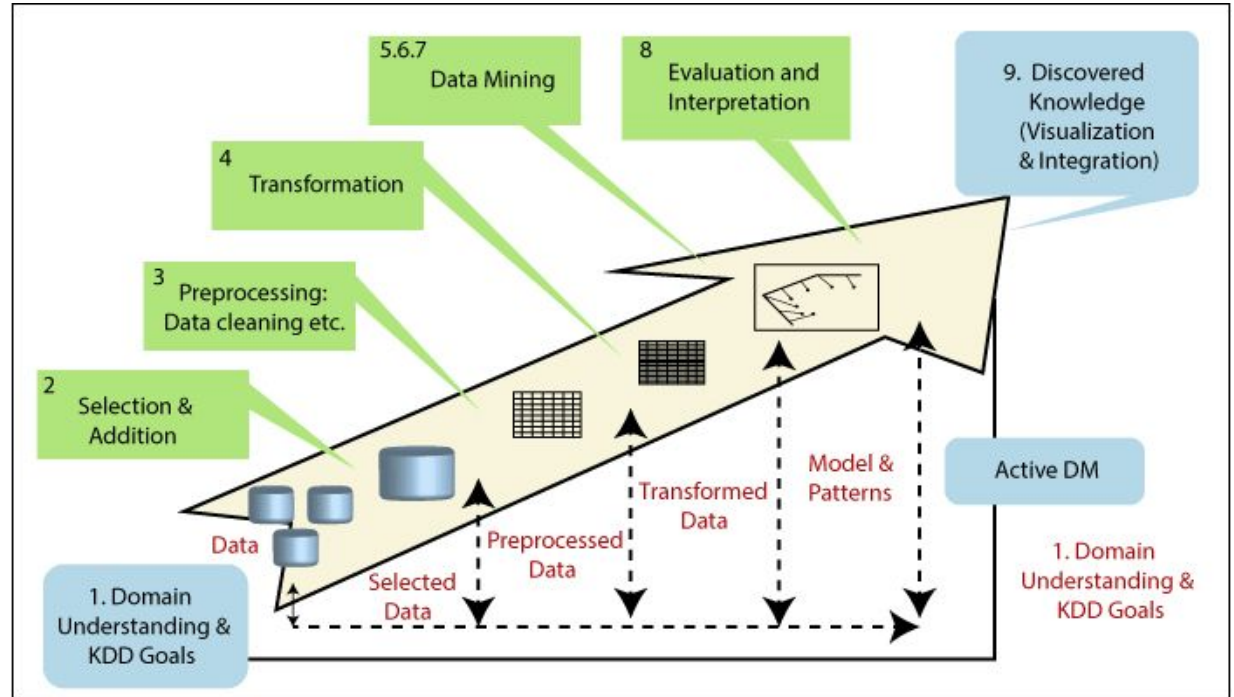 5.6.7
Data Mining
8
Evaluation and
Interpretation
9. Discovered
Knowledge
(Visualization
& Integration)
4
Transformation
3
Preprocessing:
Data cleaning etc.
2
Selection &
Addition
Data
Selected
Data
Preprocessed
Data
Transformed
Data
Model &
Patterns
Active DM
1. Domain
Understanding &
KDD Goals
1. Domain
Understanding &
KDD Goals